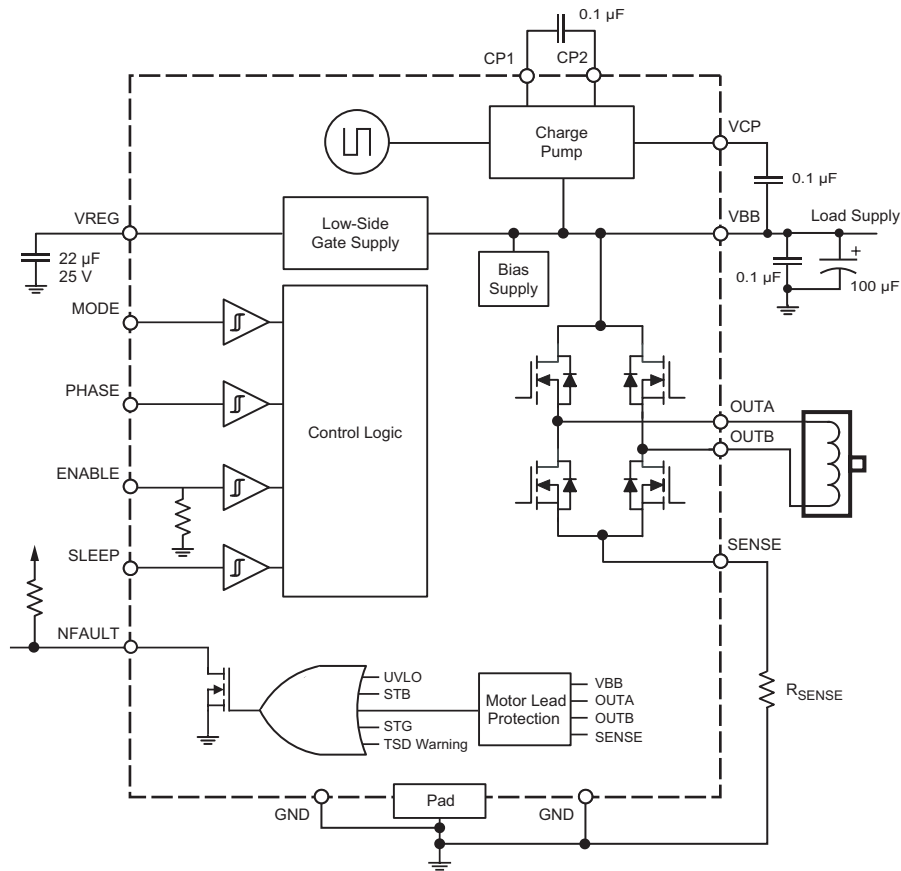 0.1 µF
CP1
CP2
Charge
Pump
VCP
0.1 µF
VREG
Low-Side
Gate Supply
VBB
Load Supply
22 µF
25 V
Bias
Supply
0.1 µF
+
100 µF
MODE
PHASE
Control Logic
OUTA
OUTB
ENABLE
SLEEP
SENSE
NFAULT
UVLO
STB
STG
TSD Warning
Motor Lead
Protection
VBB
OUTA
OUTB
SENSE
RSENSE
GND
Pad
GND